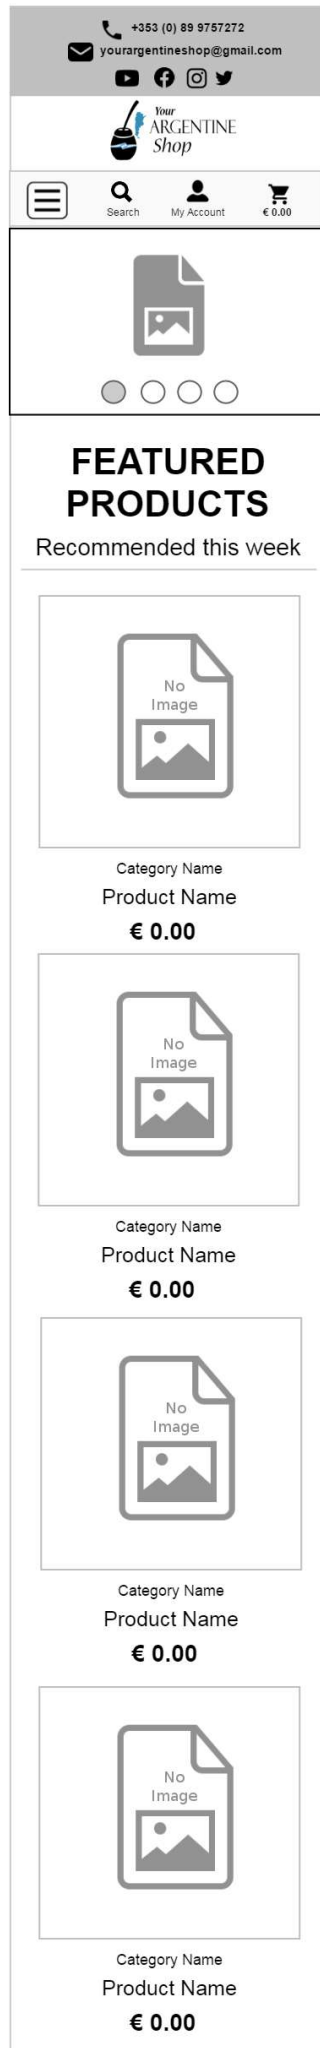 +353 (0) 89 9757272
yourargentineshop@gmail.com
Your
ARGENTINE
Shop
Search
My Account
€ 0.00
FEATURED
PRODUCTS
Recommended this week
No
Image
Category Name
Product Name
€ 0.00
No
Image
Category Name
Product Name
€ 0.00
No
Image
Category Name
Product Name
€ 0.00
No
Image
Category Name
Product Name
€ 0.00